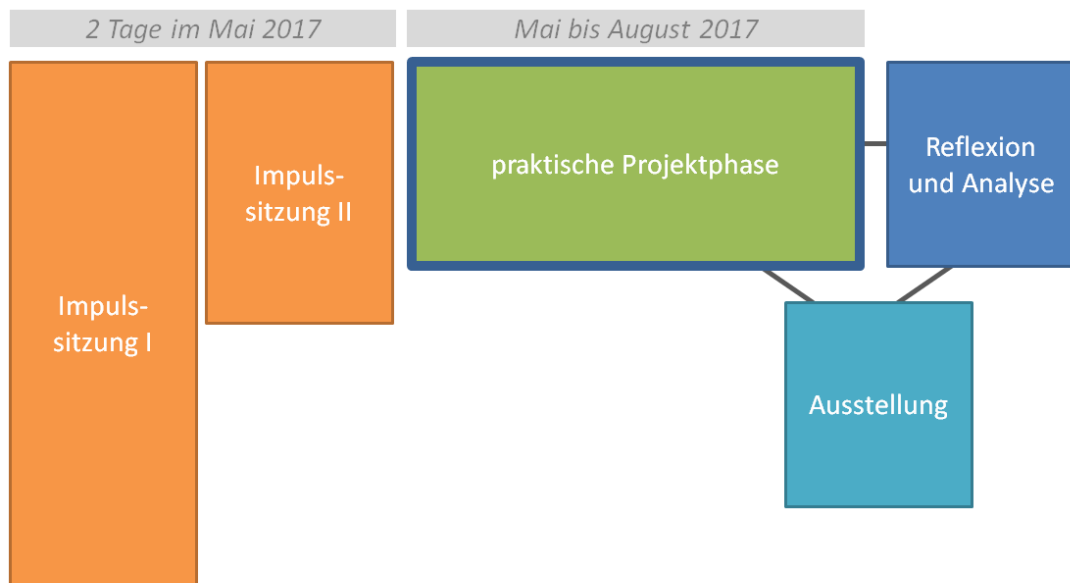 2 Tage im Mai 2017
Mai bis August 2017
Impuls-
sitzung I
Impuls-
sitzung II
praktische Projektphase
Reflexion
und Analyse
Ausstellung